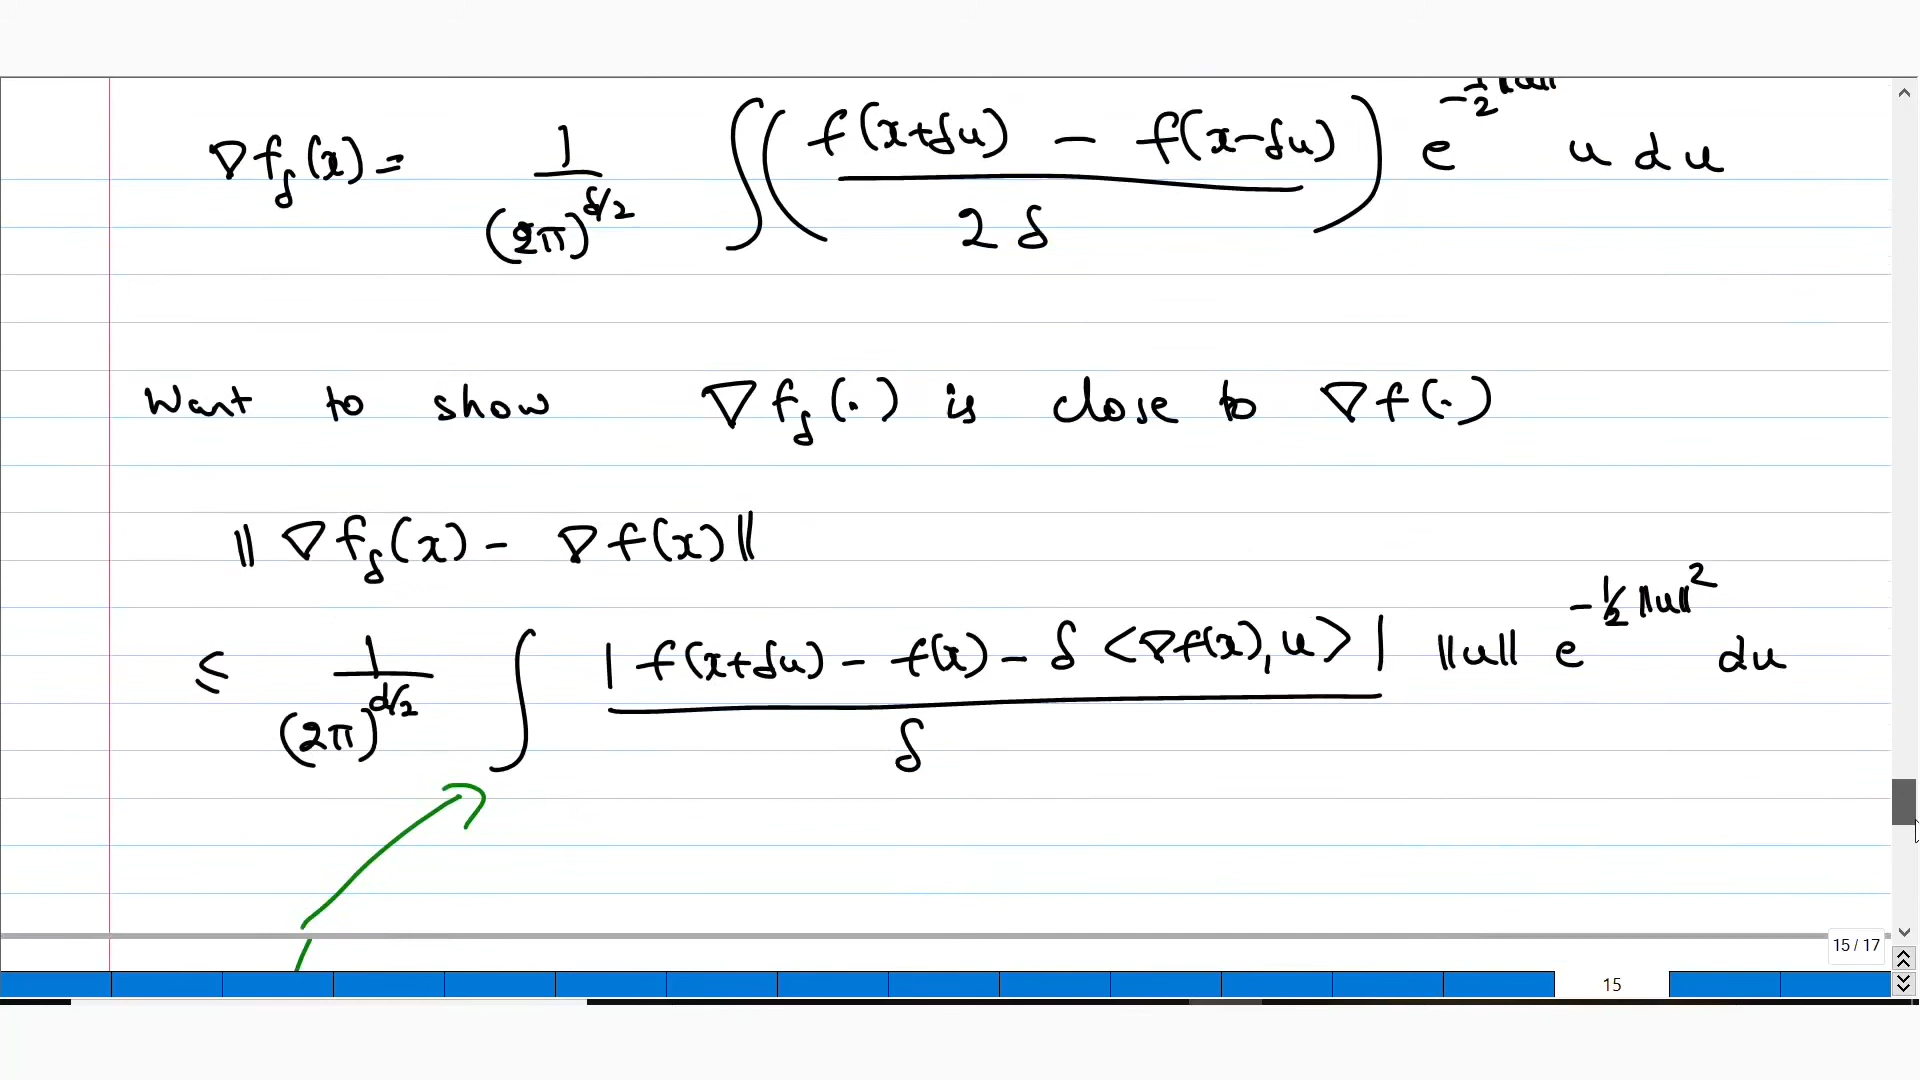 ∇f_δ(x) = 1/(2π)^{d/2} ∫ ( (f(x+δu) − f(x−δu)) / 2δ ) e^{−1/2 ‖u‖} u du
Want to show ∇f_δ(·) is close to ∇f(·)
‖ ∇f_δ(x) − ∇f(x) ‖
≤ 1/(2π)^{d/2} ∫ | f(x+δu) − f(x) − δ <∇f(x), u> | / δ ‖u‖ e^{−1/2 ‖u‖²} du
15 / 17
15